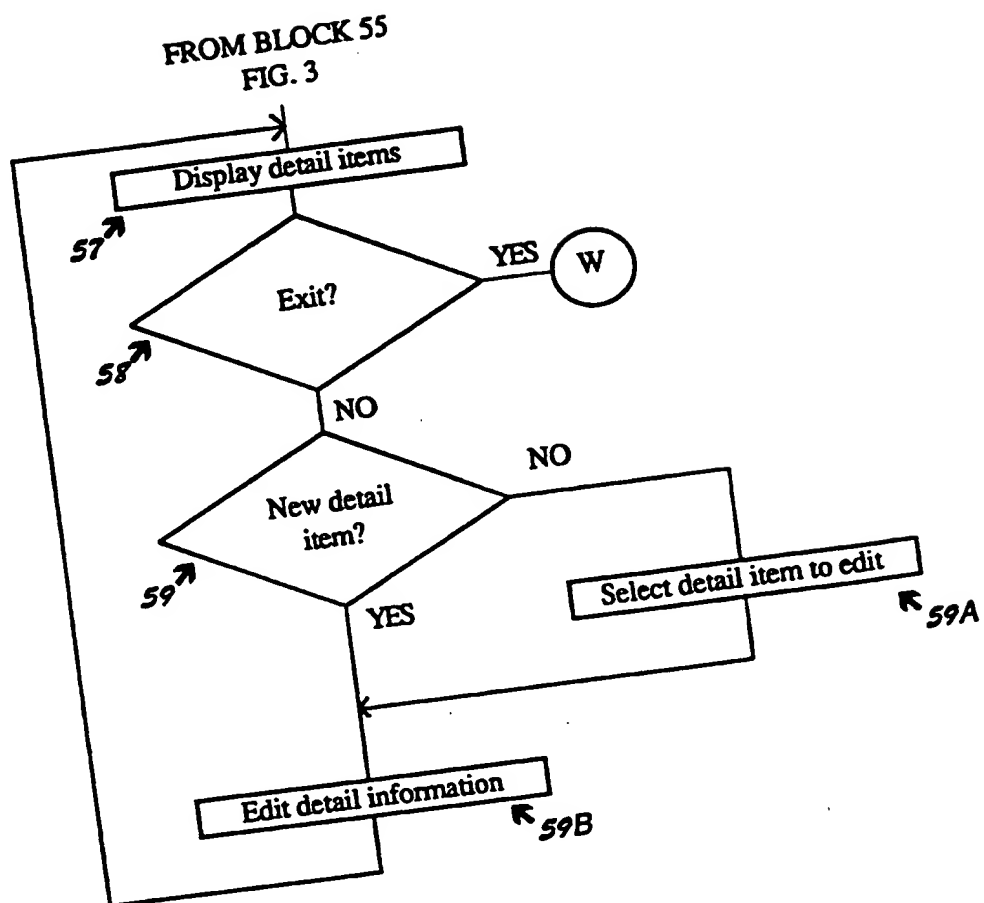 FROM BLOCK 55
FIG. 3
Display detail items
57
YES
W
Exit?
58
NO
New detail
item?
NO
59
YES
Select detail item to edit
59A
Edit detail information
59B